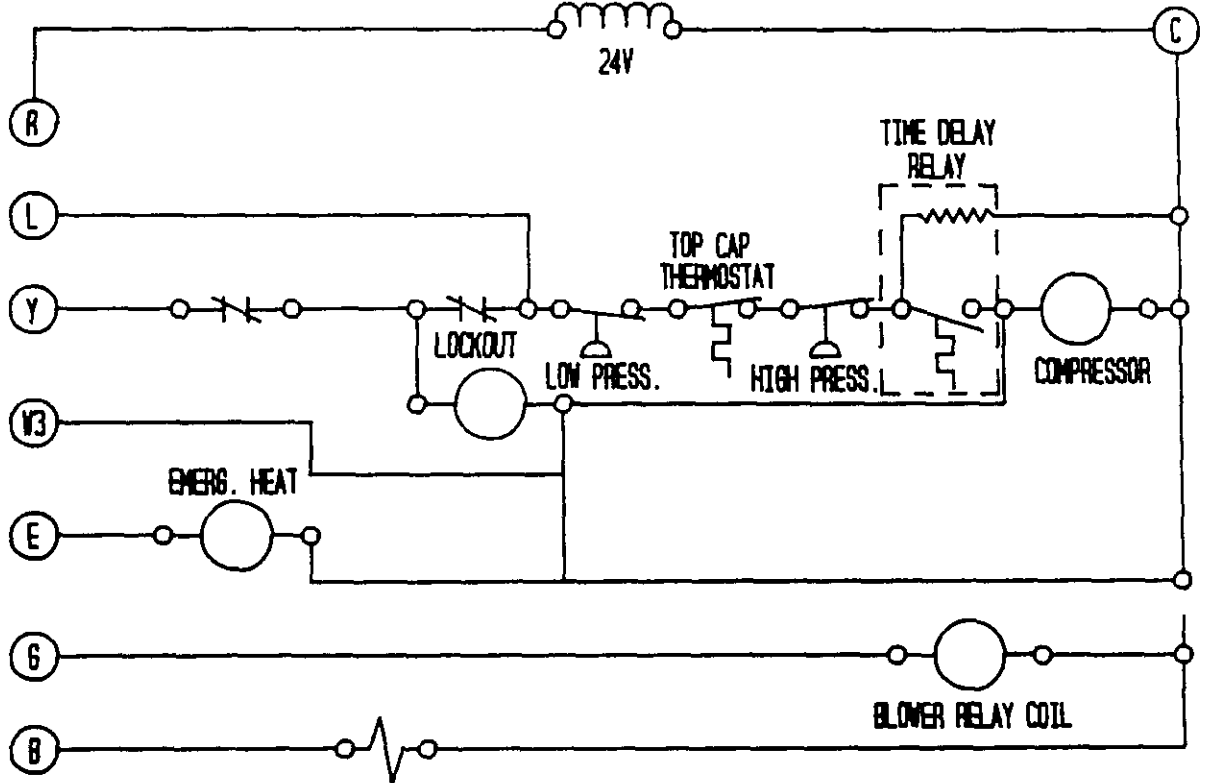 C
24V
R
TIME DELAY
RELAY
L
TOP CAP
THERMOSTAT
Y
LOCKOUT
LOW PRESS.
HIGH PRESS.
COMPRESSOR
W3
EMERG. HEAT
E
G
BLOWER RELAY COIL
B